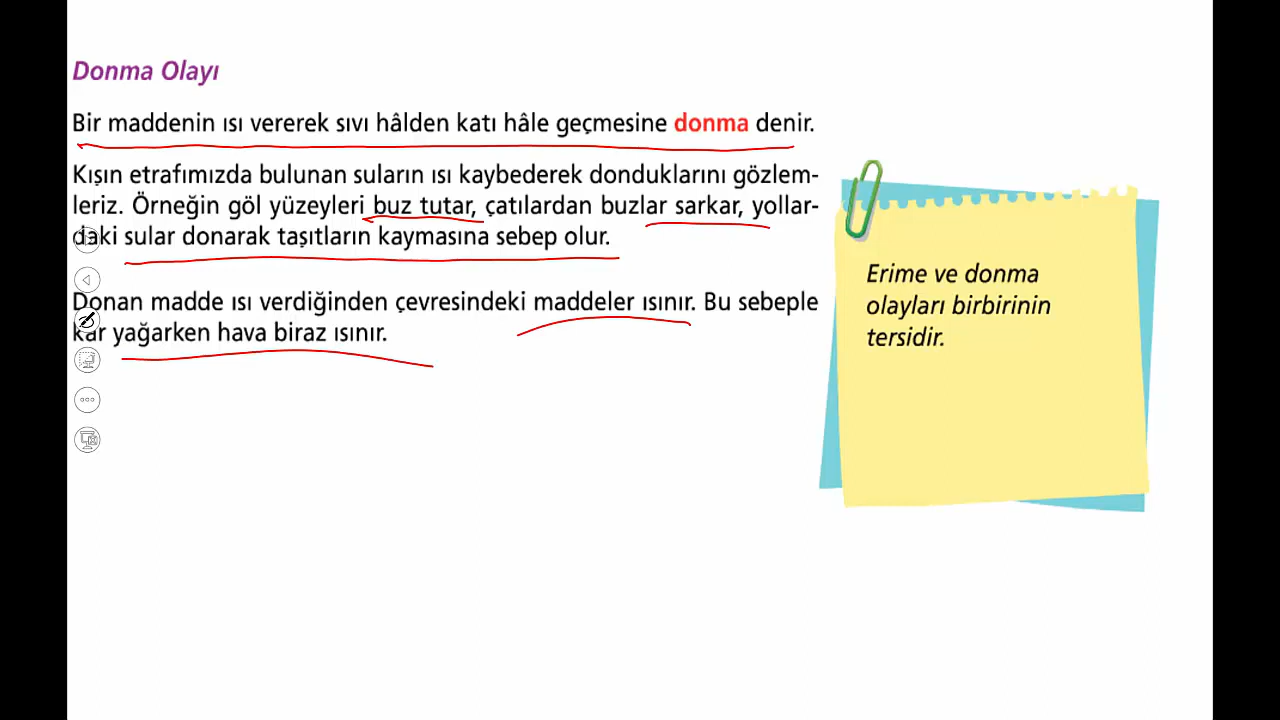 Donma Olayı
Bir maddenin ısı vererek sıvı hâlden katı hâle geçmesine donma denir.
Kışın etrafımızda bulunan suların ısı kaybederek donduklarını gözlem-
leriz. Örneğin göl yüzeyleri buz tutar, çatılardan buzlar sarkar, yollar-
daki sular donarak taşıtların kaymasına sebep olur.
Donan madde ısı verdiğinden çevresindeki maddeler ısınır. Bu sebeple
kar yağarken hava biraz ısınır.
Erime ve donma
olayları birbirinin
tersidir.